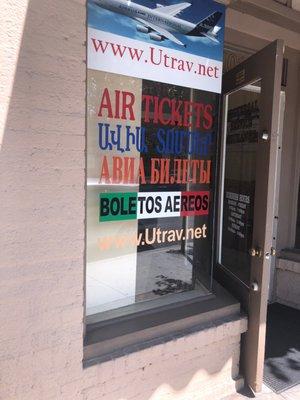 www.Utrav.net
AIR TICKETS
ԱՎԻԱ ՏՈՄՍԵՐ
АВИА БИЛЕТЫ
BOLETOS AEREOS
www.Utrav.net